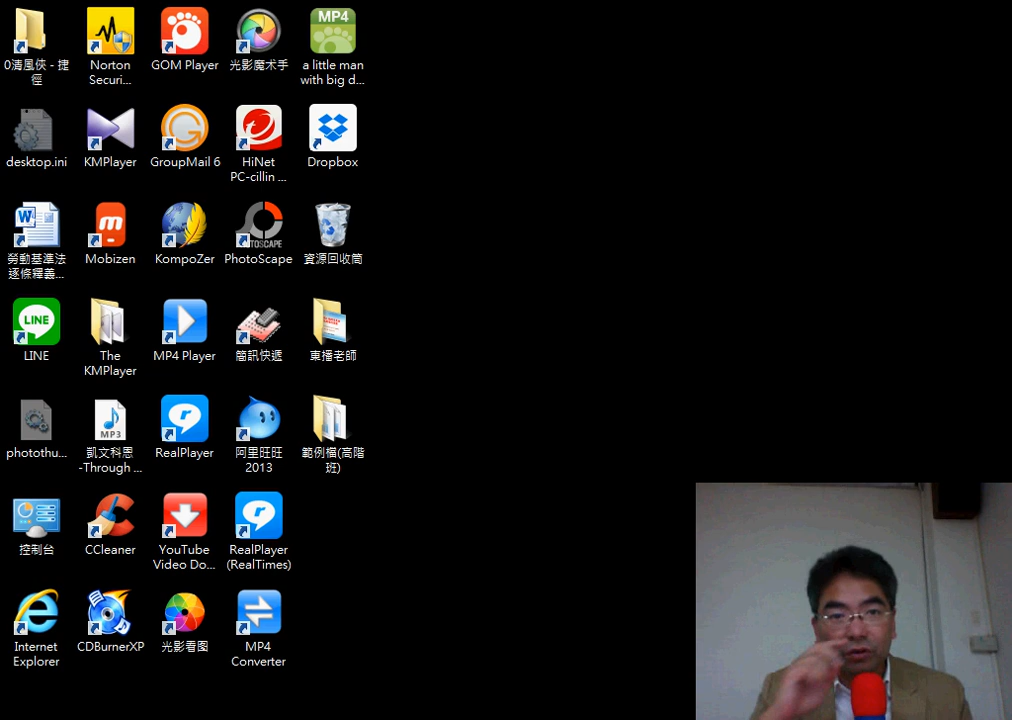 MP4
0清風俠 - 捷
徑
Norton
Securi...
GOM Player
光影魔术手
a little man
with big d...
desktop.ini
KMPlayer
GroupMail 6
HiNet
PC-cillin ...
Dropbox
W
m
TOSCAPE
勞動基準法
逐條釋義...
Mobizen
KompoZer
PhotoScape
資源回收筒
LINE
LINE
The
KMPlayer
MP4 Player
簡訊快遞
東播老師
MP3
photothu...
凱文科恩
-Through ...
RealPlayer
阿里旺旺
2013
範例檔(高階
班)
控制台
CCleaner
YouTube
Video Do...
RealPlayer
(RealTimes)
Internet
Explorer
CDBurnerXP
光影看图
MP4
Converter